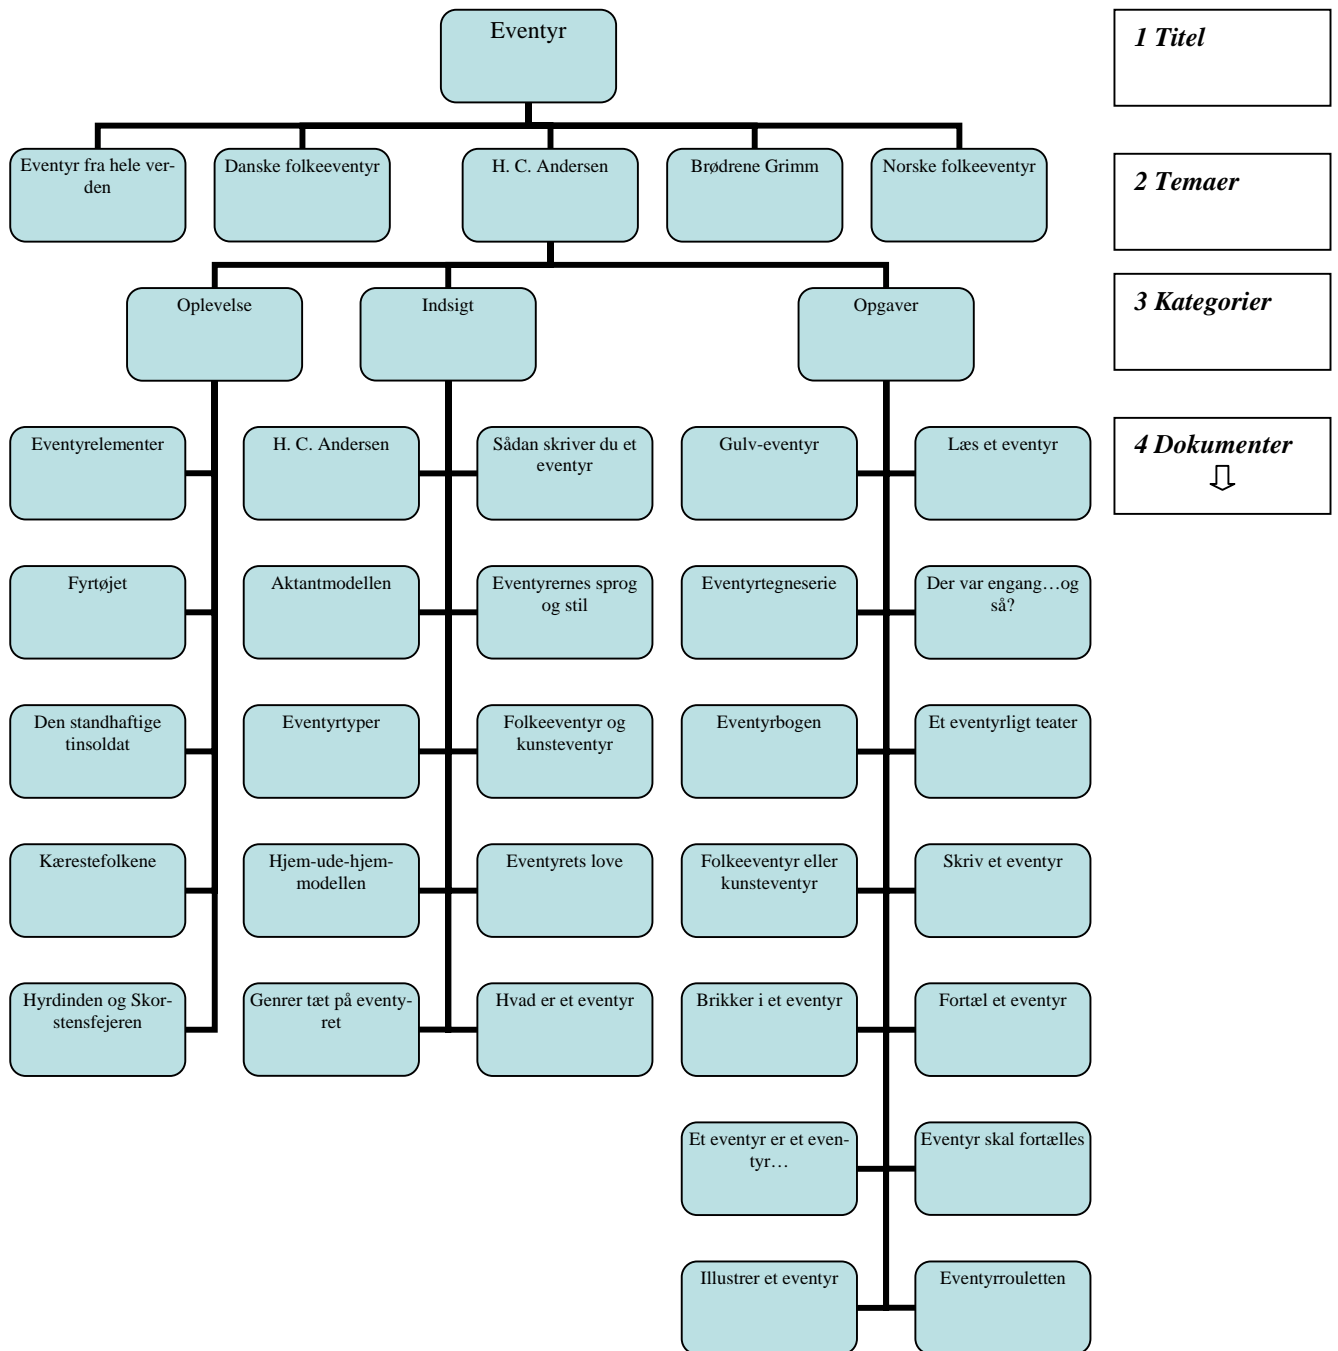 Eventyr
1 Titel
Eventyr fra hele ver-
den
Danske folkeeventyr
H. C. Andersen
Brødrene Grimm
Norske folkeeventyr
2 Temaer
Oplevelse
Indsigt
Opgaver
3 Kategorier
Eventyrelementer
H. C. Andersen
Sådan skriver du et
eventyr
Gulv-eventyr
Læs et eventyr
4 Dokumenter
Fyrtøjet
Aktantmodellen
Eventyrernes sprog
og stil
Eventyrtegneserie
Der var engang…og
så?
Den standhaftige
tinsoldat
Eventyrtyper
Folkeeventyr og
kunsteventyr
Eventyrbogen
Et eventyrligt teater
Kærestefolkene
Hjem-ude-hjem-
modellen
Eventyrets love
Folkeeventyr eller
kunsteventyr
Skriv et eventyr
Hyrdinden og Skor-
stensfejeren
Genrer tæt på eventy-
ret
Hvad er et eventyr
Brikker i et eventyr
Fortæl et eventyr
Et eventyr er et even-
tyr…
Eventyr skal fortælles
Illustrer et eventyr
Eventyrrouletten